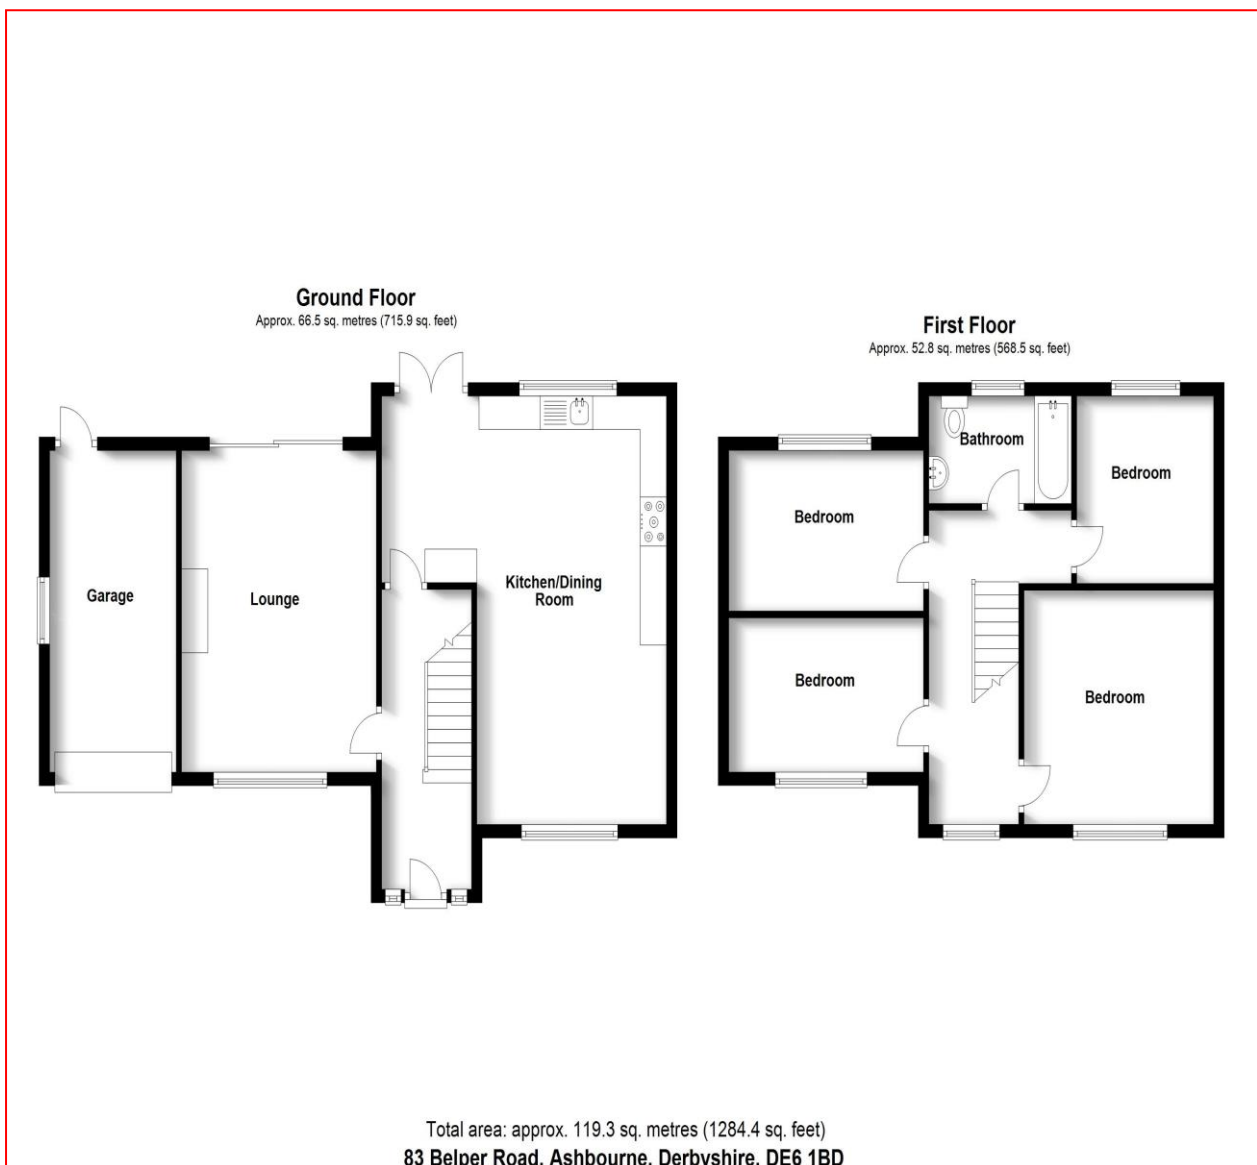 Ground Floor
Approx. 66.5 sq. metres (715.9 sq. feet)
Garage
Lounge
Kitchen/Dining
Room
First Floor
Approx. 52.8 sq. metres (568.5 sq. feet)
Bathroom
Bedroom
Bedroom
Bedroom
Bedroom
Total area: approx. 119.3 sq. metres (1284.4 sq. feet)
83 Belper Road, Ashbourne, Derbyshire, DE6 1BD